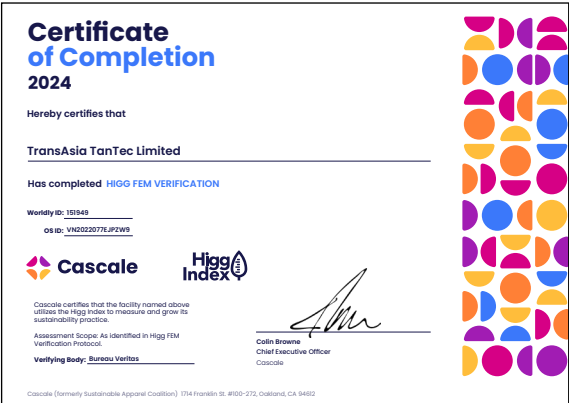 Certificate
of Completion
2024
Hereby certifies that
TransAsia TanTec Limited
Has completed HIGG FEM VERIFICATION
Worldly ID: 151949
OS ID: VN2022077EJPZW9
Cascale
Higg
Index
Cascale certifies that the facility named above
utilizes the Higg Index to measure and grow its
sustainability practice.
Assessment Scope: As identified in Higg FEM
Verification Protocol.
Verifying Body: Bureau Veritas
Colin Browne
Chief Executive Officer
Cascale
Cascale (formerly Sustainable Apparel Coalition) 1714 Franklin St. #100-272, Oakland, CA 94612